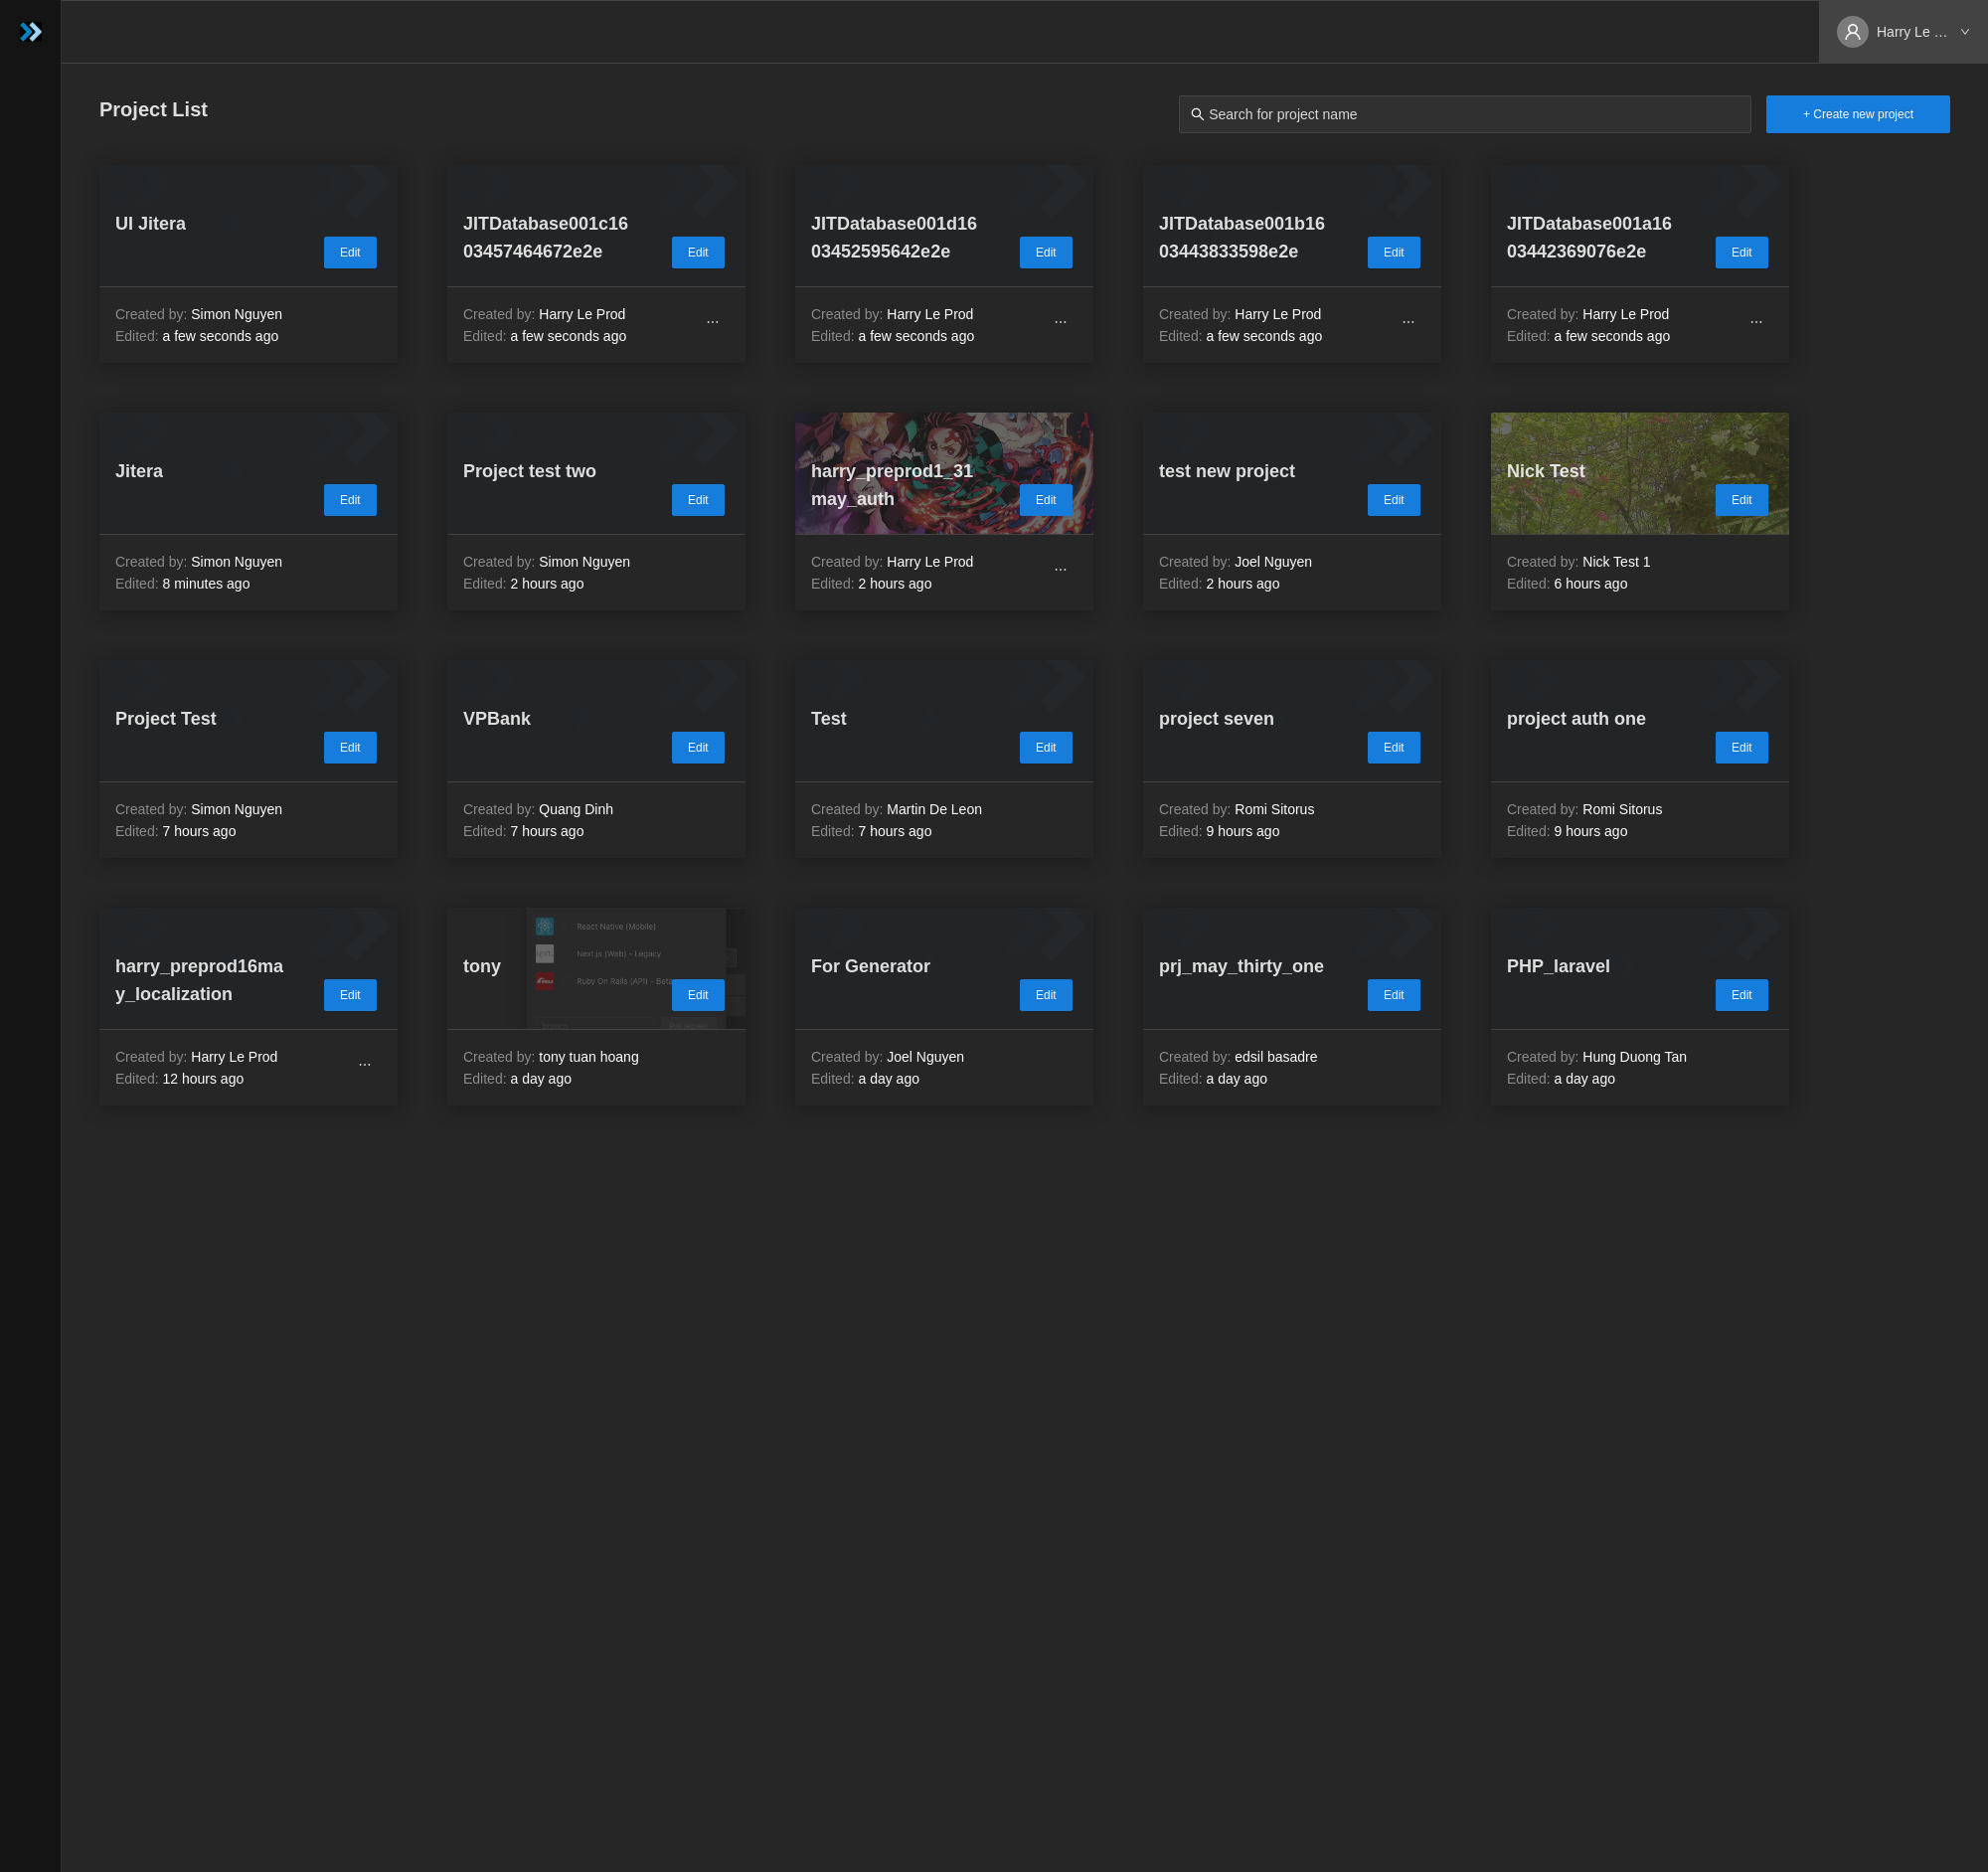 Harry Le ...
Project List
Search for project name
+ Create new project
UI Jitera
Edit
Created by: Simon Nguyen
Edited: a few seconds ago
JITDatabase001c16
03457464672e2e
Edit
Created by: Harry Le Prod
Edited: a few seconds ago
...
JITDatabase001d16
03452595642e2e
Edit
Created by: Harry Le Prod
Edited: a few seconds ago
...
JITDatabase001b16
03443833598e2e
Edit
Created by: Harry Le Prod
Edited: a few seconds ago
...
JITDatabase001a16
03442369076e2e
Edit
Created by: Harry Le Prod
Edited: a few seconds ago
...
Jitera
Edit
Created by: Simon Nguyen
Edited: 8 minutes ago
Project test two
Edit
Created by: Simon Nguyen
Edited: 2 hours ago
harry_preprod1_31
may_auth
Edit
Created by: Harry Le Prod
Edited: 2 hours ago
...
test new project
Edit
Created by: Joel Nguyen
Edited: 2 hours ago
Nick Test
Edit
Created by: Nick Test 1
Edited: 6 hours ago
Project Test
Edit
Created by: Simon Nguyen
Edited: 7 hours ago
VPBank
Edit
Created by: Quang Dinh
Edited: 7 hours ago
Test
Edit
Created by: Martin De Leon
Edited: 7 hours ago
project seven
Edit
Created by: Romi Sitorus
Edited: 9 hours ago
project auth one
Edit
Created by: Romi Sitorus
Edited: 9 hours ago
harry_preprod16ma
y_localization
Edit
Created by: Harry Le Prod
Edited: 12 hours ago
...
React Native (Mobile)
Next.js (Web) - Legacy
tony
Ruby On Rails (API) - Beta
Edit
Created by: tony tuan hoang
Edited: a day ago
For Generator
Edit
Created by: Joel Nguyen
Edited: a day ago
prj_may_thirty_one
Edit
Created by: edsil basadre
Edited: a day ago
PHP_laravel
Edit
Created by: Hung Duong Tan
Edited: a day ago